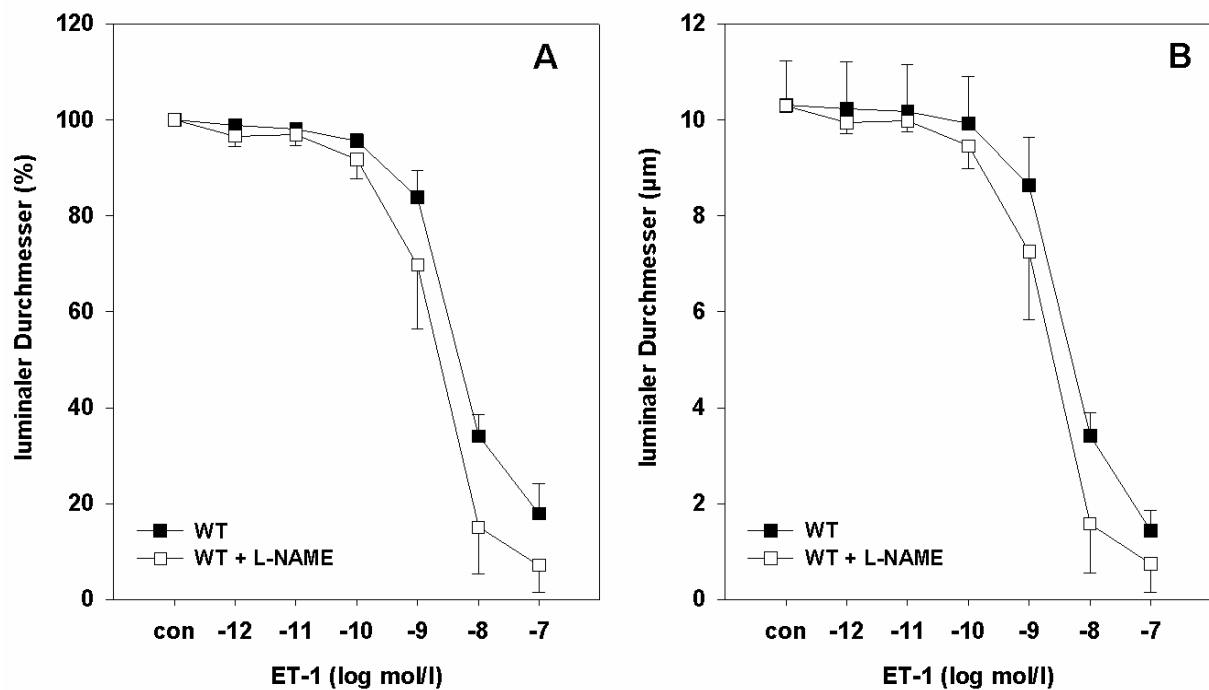 A
luminaler Durchmesser (%)
120
100
80
60
40
20
0
WT
WT + L-NAME
con -12 -11 -10 -9 -8 -7
ET-1 (log mol/l)
B
luminaler Durchmesser (µm)
12
10
8
6
4
2
0
WT
WT + L-NAME
con -12 -11 -10 -9 -8 -7
ET-1 (log mol/l)